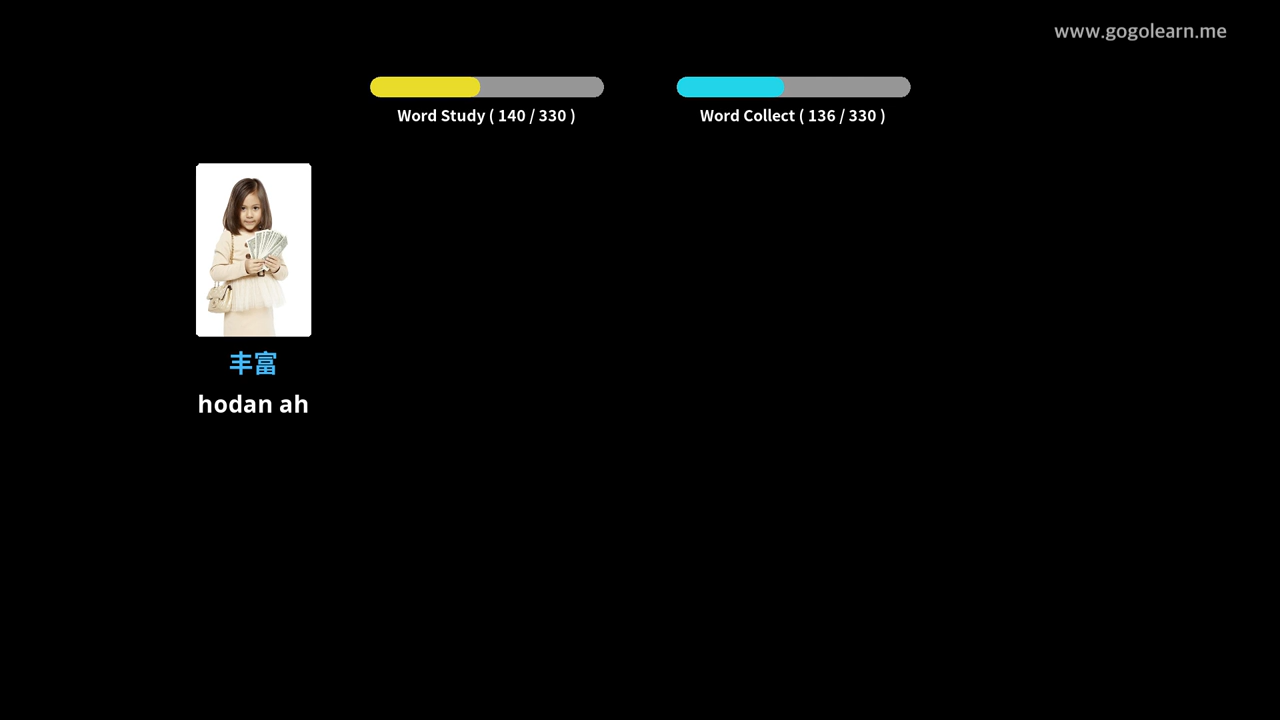 www.gogolearn.me
Word Study ( 140 / 330 )
Word Collect ( 136 / 330 )
丰富
hodan ah